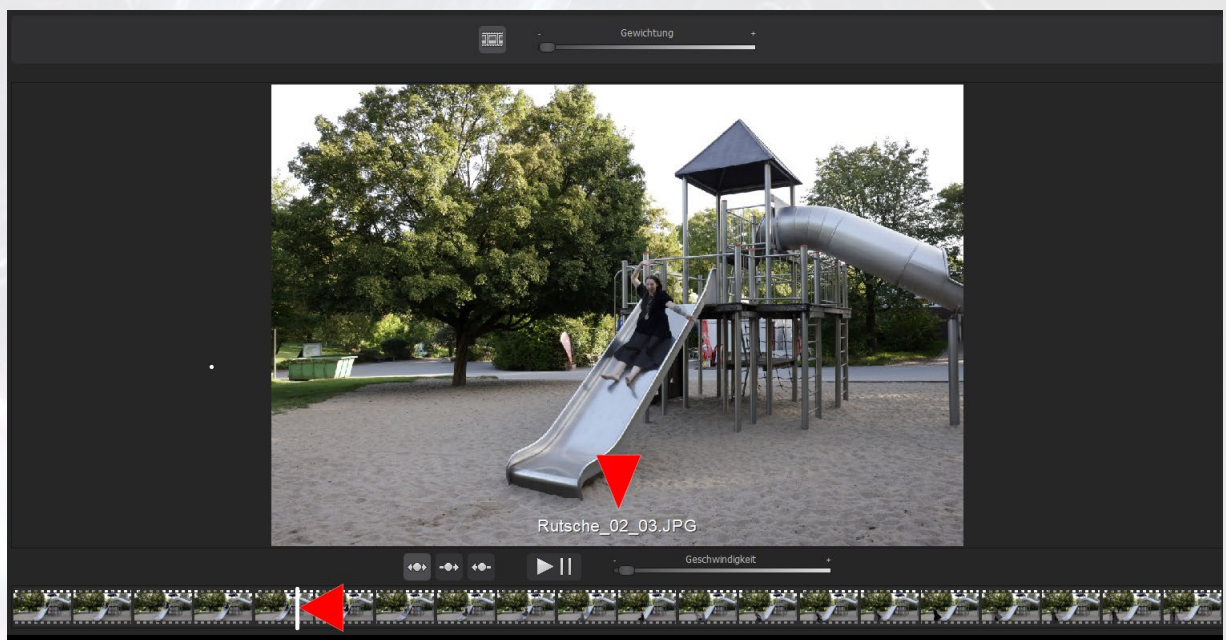 - Gewichtung +
Rutsche_02_03.JPG
- Geschwindigkeit +